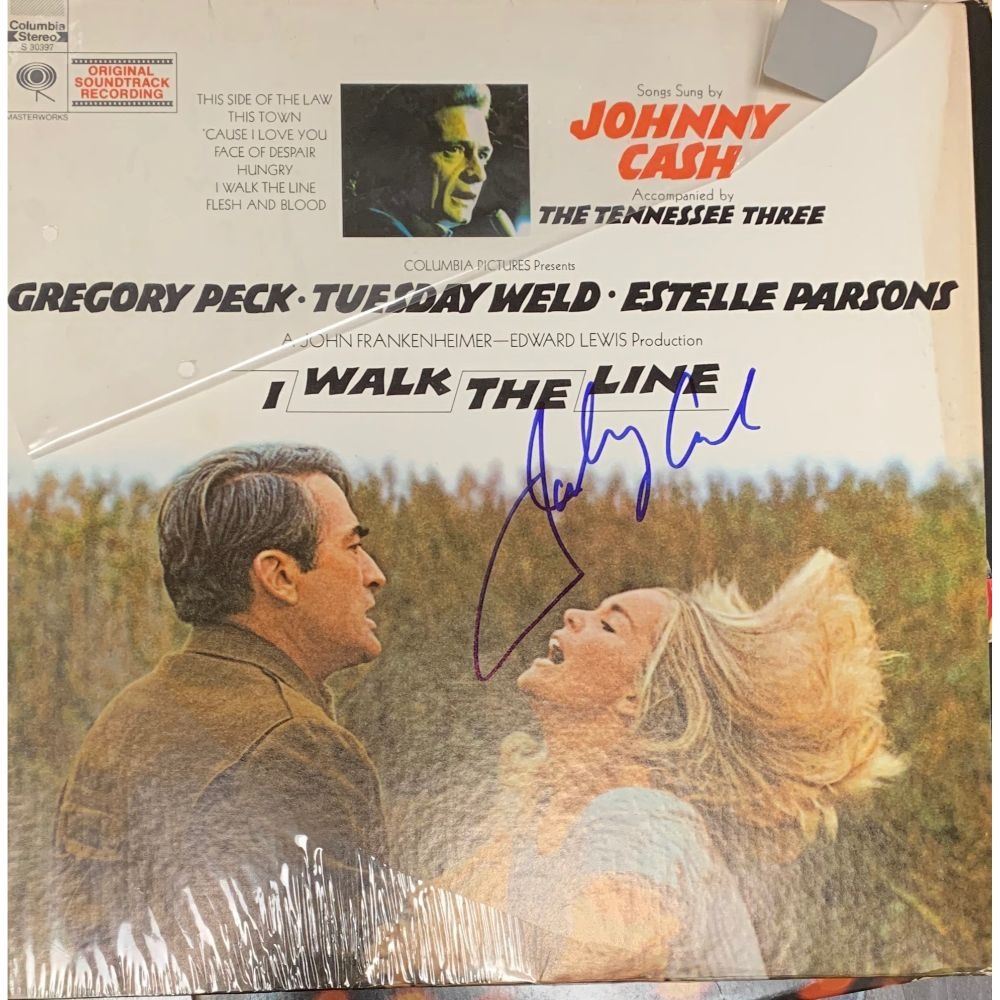 Columbia
Stereo
S 30397
MASTERWORKS
ORIGINAL
SOUNDTRACK
RECORDING
THIS SIDE OF THE LAW
THIS TOWN
'CAUSE I LOVE YOU
FACE OF DESPAIR
HUNGRY
I WALK THE LINE
FLESH AND BLOOD
Songs Sung by
JOHNNY
CASH
Accompanied by
THE TENNESSEE THREE
COLUMBIA PICTURES Presents
GREGORY PECK • TUESDAY WELD • ESTELLE PARSONS
A JOHN FRANKENHEIMER—EDWARD LEWIS Production
I WALK THE LINE
Johnny Cash